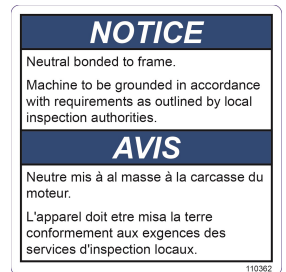 NOTICE
Neutral bonded to frame.
Machine to be grounded in accordance
with requirements as outlined by local
inspection authorities.
AVIS
Neutre mis à al masse à la carcasse du
moteur.
L'apparel doit etre misa la terre
conformement aux exgences des
services d'inspection locaux.
110362